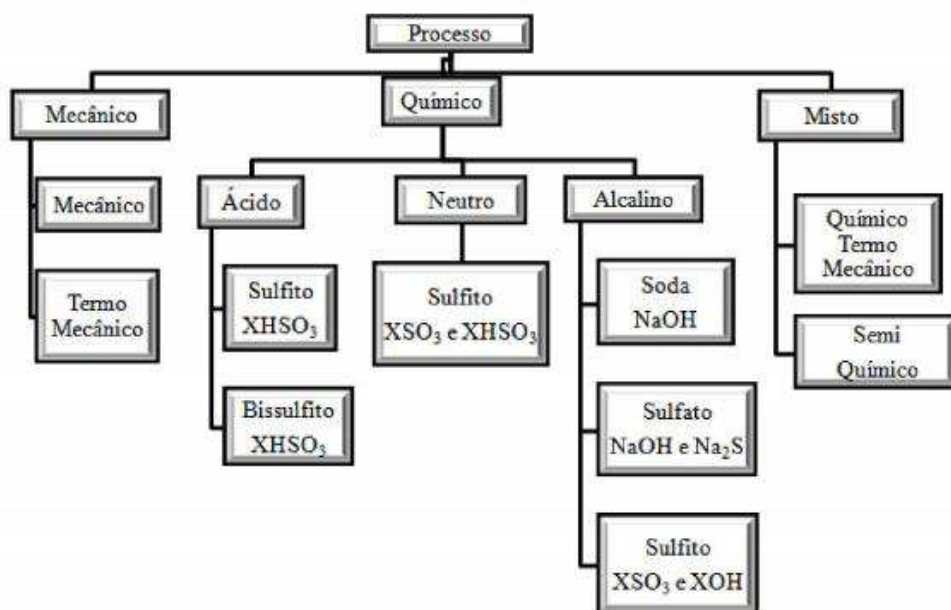 Processo
Mecânico
Químico
Misto
Mecânico
Termo
Mecânico
Ácido
Neutro
Alcalino
Sulfito
XHSO₃
Bissulfito
XHSO₃
Sulfito
XSO₃ e XHSO₃
Soda
NaOH
Sulfato
NaOH e Na₂S
Sulfito
XSO₃ e XOH
Químico
Termo
Mecânico
Semi
Químico